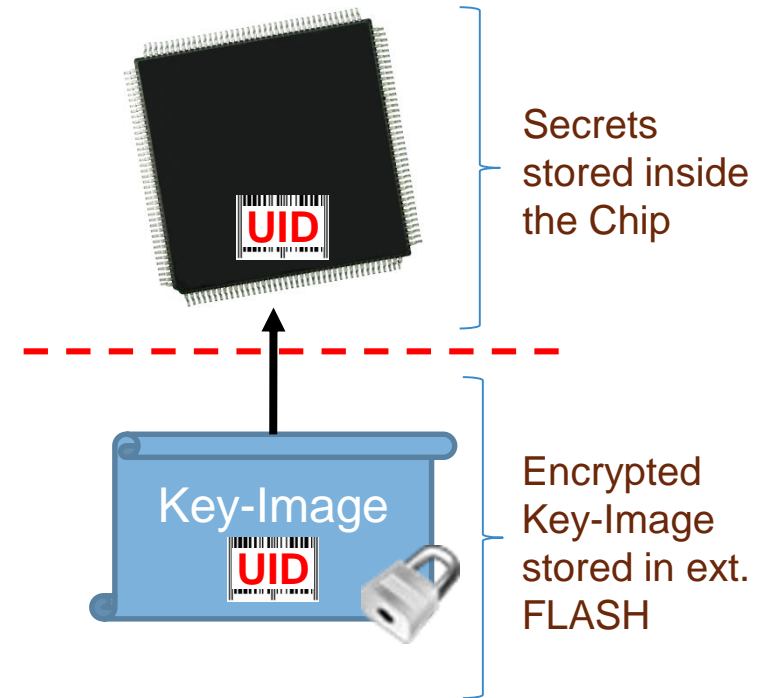 UID
Secrets
stored inside
the Chip
Key-Image
UID
Encrypted
Key-Image
stored in ext.
FLASH